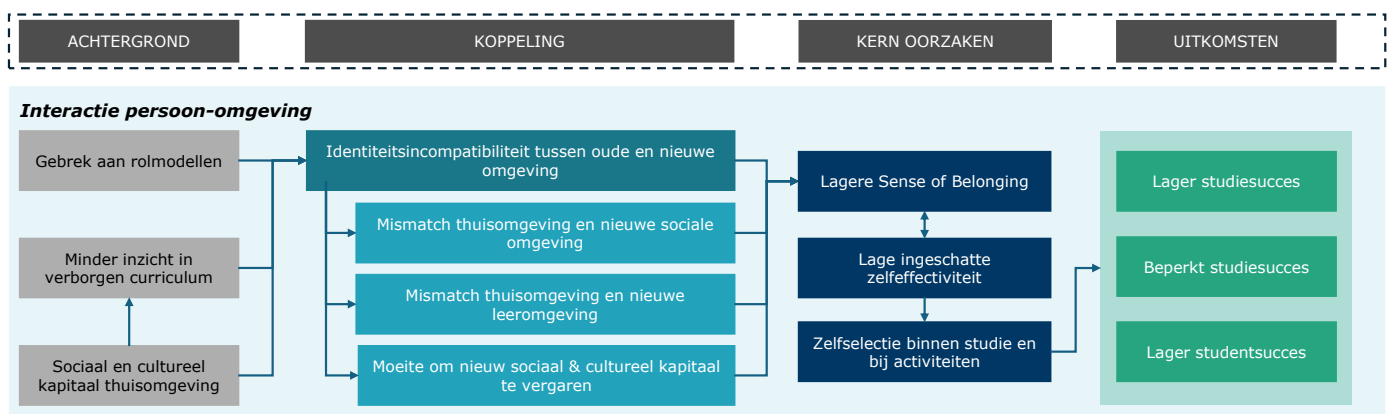 ACHTERGROND
KOPPELING
KERN OORZAKEN
UITKOMSTEN
Interactie persoon-omgeving
Gebrek aan rolmodellen
Minder inzicht in
verborgen curriculum
Sociaal en cultureel
kapitaal thuisomgeving
Identiteitsincompatibiliteit tussen oude en nieuwe
omgeving
Mismatch thuisomgeving en nieuwe sociale
omgeving
Mismatch thuisomgeving en nieuwe
leeromgeving
Moeite om nieuw sociaal & cultureel kapitaal
te vergaren
Lagere Sense of Belonging
Lage ingeschatte
zelfeffectiviteit
Zelfselectie binnen studie en
bij activiteiten
Lager studiesucces
Beperkt studiesucces
Lager studentsucces